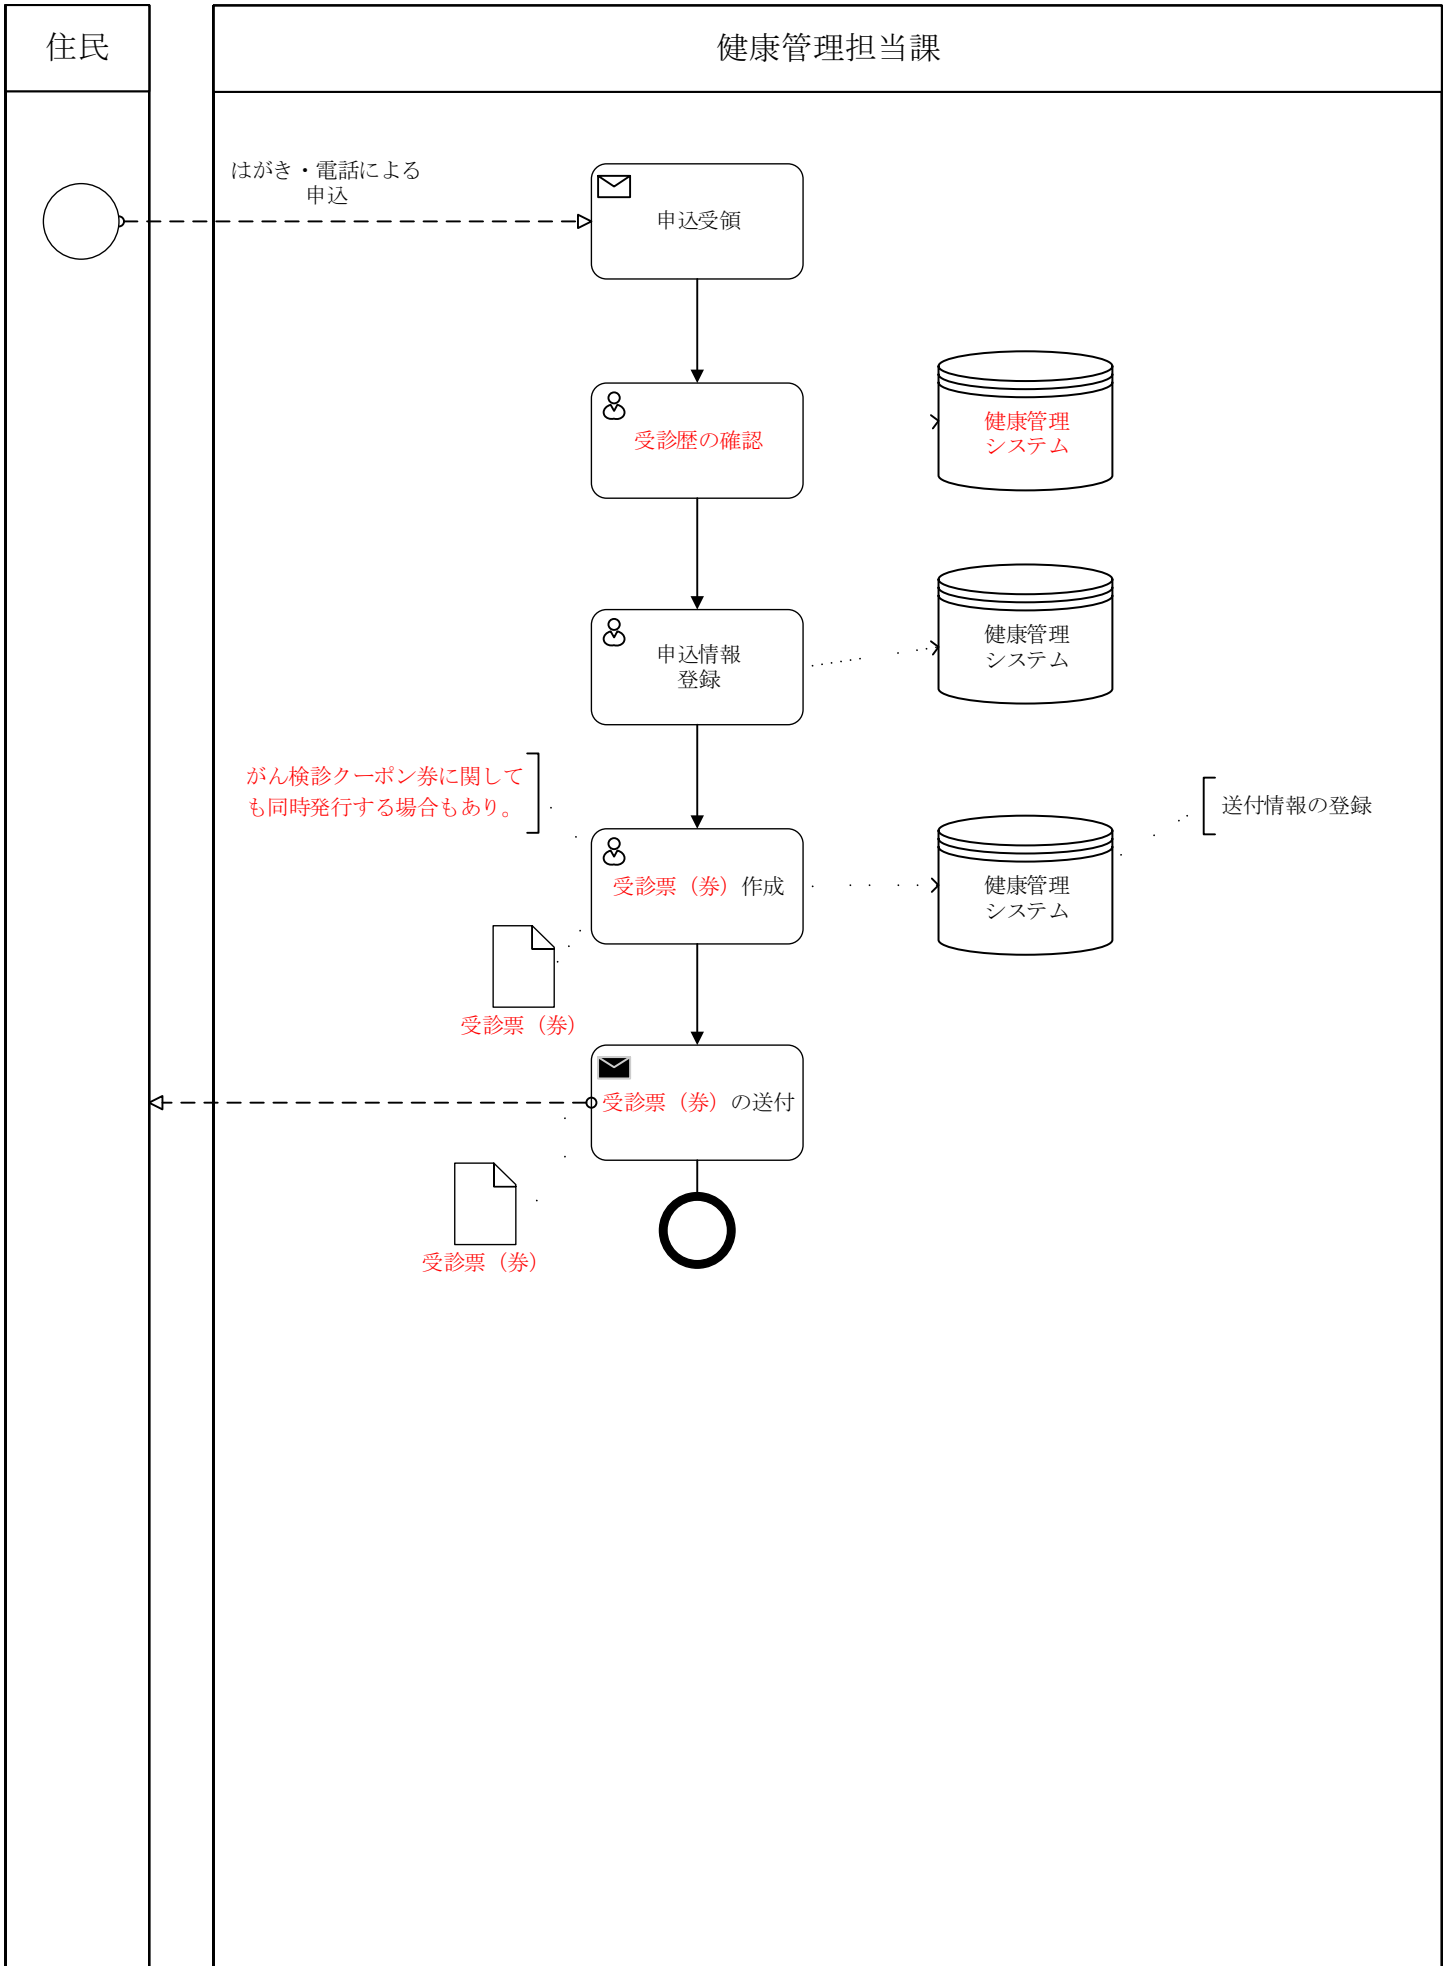 住民
健康管理担当課
はがき・電話による
申込
申込受領
受診歴の確認
健康管理
システム
申込情報
登録
健康管理
システム
がん検診クーポン券に関して
も同時発行する場合もあり。
送付情報の登録
受診票（券）作成
健康管理
システム
受診票（券）
受診票（券）の送付
受診票（券）